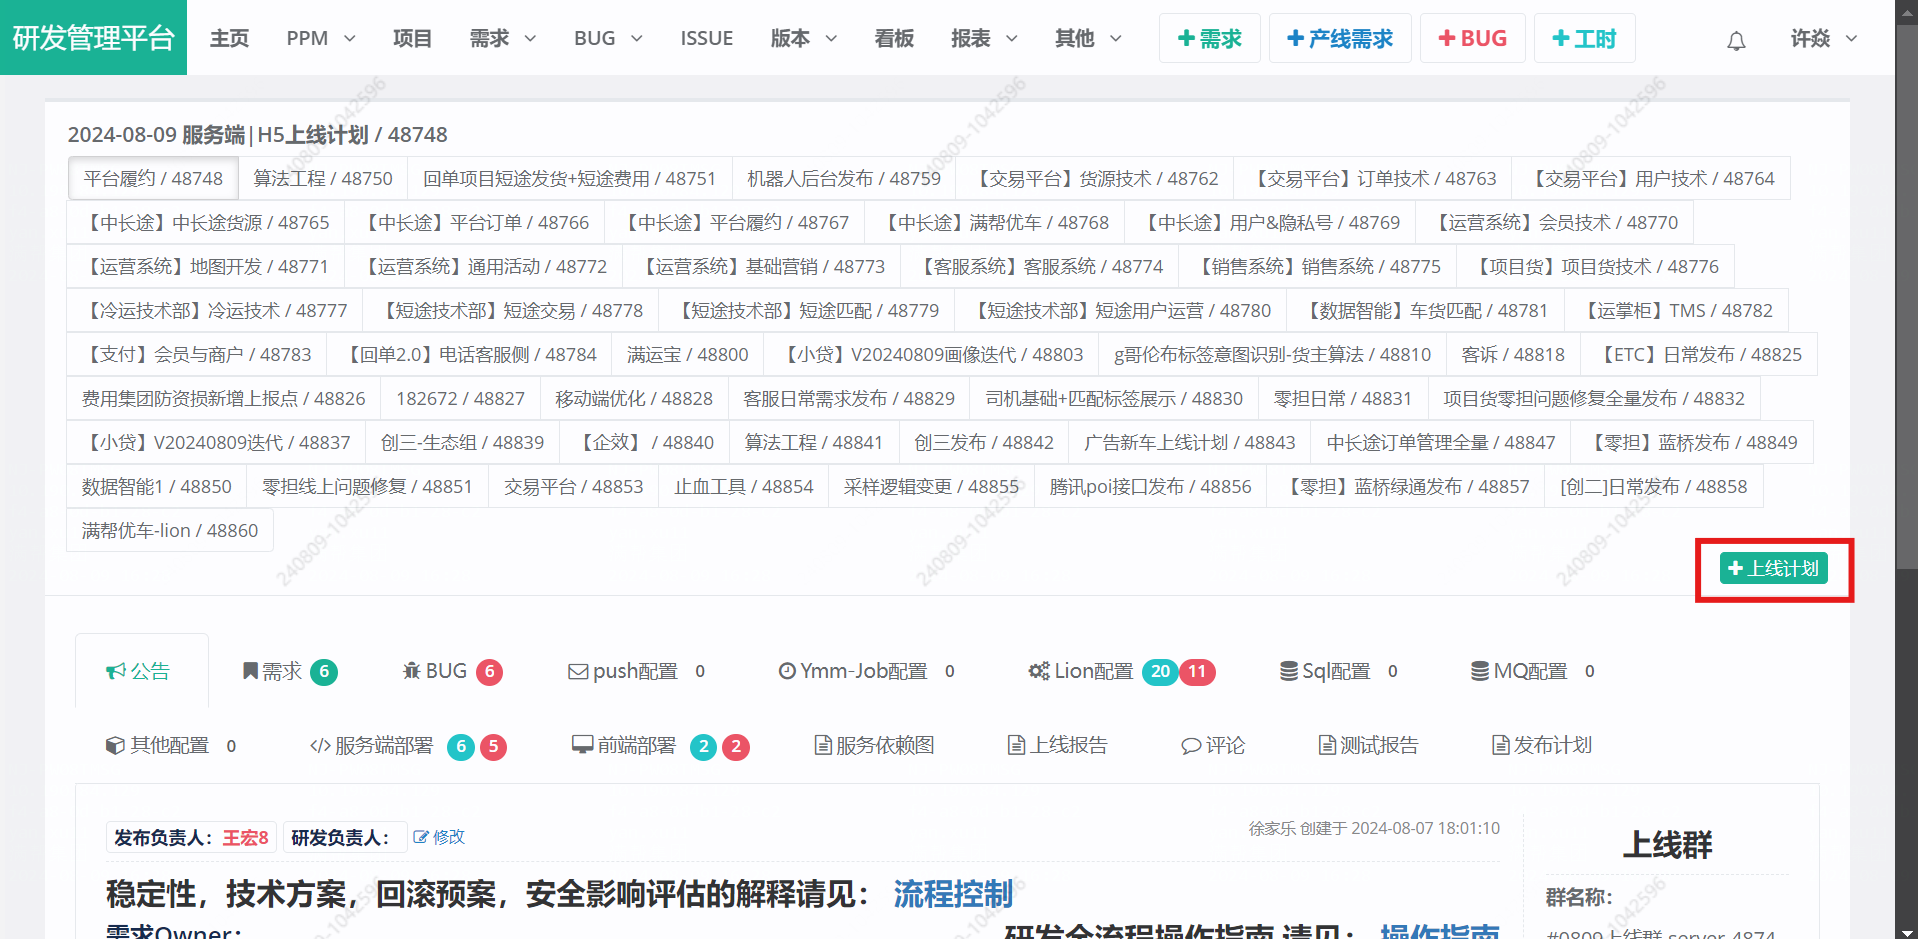 研发管理平台 主页 PPM 项目 需求 BUG ISSUE 版本 看板 报表 其他 +需求 +产线需求 +BUG +工时 许焱
2024-08-09 服务端|H5上线计划 / 48748
平台履约 / 48748 算法工程 / 48750 回单项目短途发货+短途费用 / 48751 机器人后台发布 / 48759 【交易平台】货源技术 / 48762 【交易平台】订单技术 / 48763 【交易平台】用户技术 / 48764
【中长途】中长途货源 / 48765 【中长途】平台订单 / 48766 【中长途】平台履约 / 48767 【中长途】满帮优车 / 48768 【中长途】用户&隐私号 / 48769 【运营系统】会员技术 / 48770
【运营系统】地图开发 / 48771 【运营系统】通用活动 / 48772 【运营系统】基础营销 / 48773 【客服系统】客服系统 / 48774 【销售系统】销售系统 / 48775 【项目货】项目货技术 / 48776
【冷运技术部】冷运技术 / 48777 【短途技术部】短途交易 / 48778 【短途技术部】短途匹配 / 48779 【短途技术部】短途用户运营 / 48780 【数据智能】车货匹配 / 48781 【运掌柜】TMS / 48782
【支付】会员与商户 / 48783 【回单2.0】电话客服侧 / 48784 满运宝 / 48800 【小贷】V20240809画像迭代 / 48803 g哥伦布标签意图识别-货主算法 / 48810 客诉 / 48818 【ETC】日常发布 / 48825
费用集团防资损新增上报点 / 48826 182672 / 48827 移动端优化 / 48828 客服日常需求发布 / 48829 司机基础+匹配标签展示 / 48830 零担日常 / 48831 项目货零担问题修复全量发布 / 48832
【小贷】V20240809迭代 / 48837 创三-生态组 / 48839 【企效】 / 48840 算法工程 / 48841 创三发布 / 48842 广告新车上线计划 / 48843 中长途订单管理全量 / 48847 【零担】蓝桥发布 / 48849
数据智能1 / 48850 零担线上问题修复 / 48851 交易平台 / 48853 止血工具 / 48854 采样逻辑变更 / 48855 腾讯poi接口发布 / 48856 【零担】蓝桥绿通发布 / 48857 [创二]日常发布 / 48858
满帮优车-lion / 48860
+上线计划
公告 需求 6 BUG 6 push配置 0 Ymm-Job配置 0 Lion配置 20 11 Sql配置 0 MQ配置 0
其他配置 0 </>服务端部署 6 5 前端部署 2 2 服务依赖图 上线报告 评论 测试报告 发布计划
发布负责人：王宏8 研发负责人： 修改 徐家乐 创建于 2024-08-07 18:01:10
上线群
稳定性，技术方案，回滚预案，安全影响评估的解释请见： 流程控制
群名称：
需求Owner：
研发全流程操作指南,请见： 操作指南
#0809上线群-server-4874
240809-1042596
240809-1042596
240809-1042596
240809-1042596
240809-1042596
240809-1042596